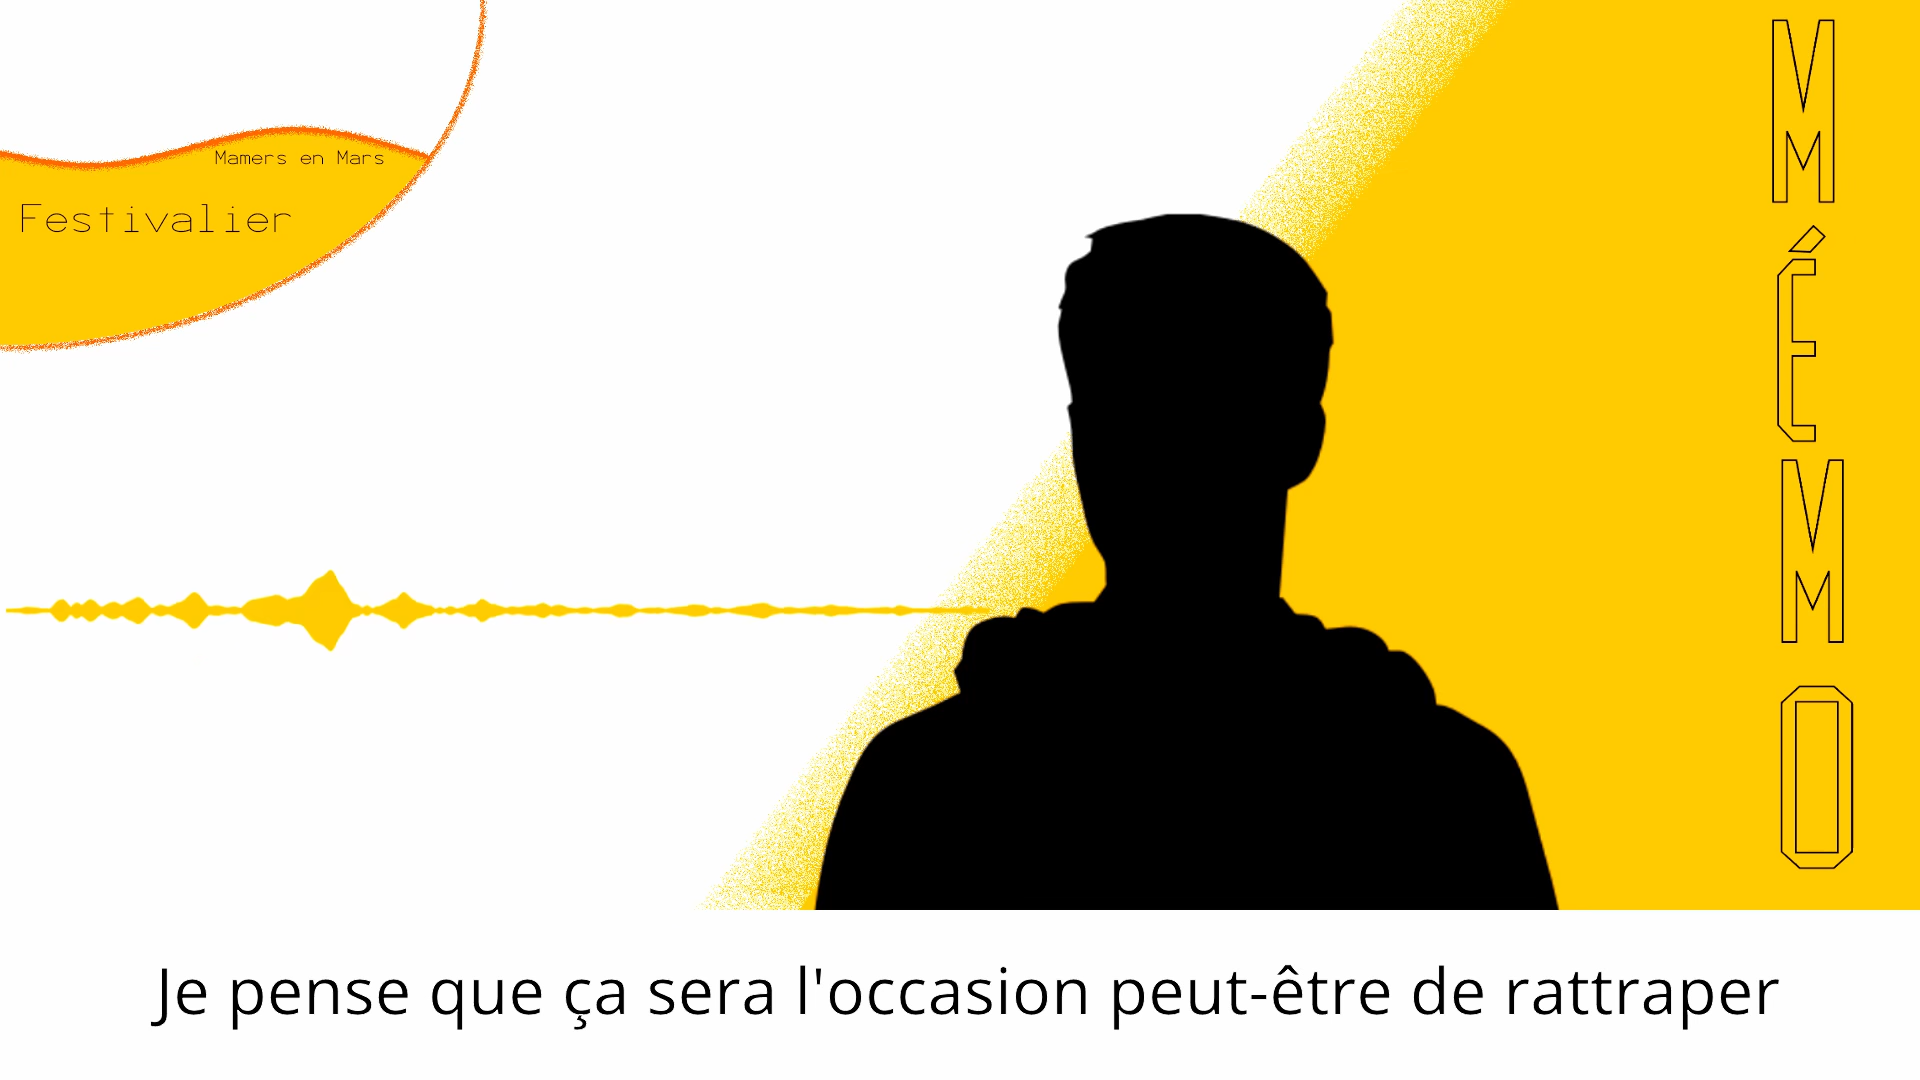 Mamers en Mars
Festivalier
MÉMO
Je pense que ça sera l'occasion peut-être de rattraper